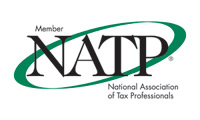 Member
NATP®
National Association
of Tax Professionals